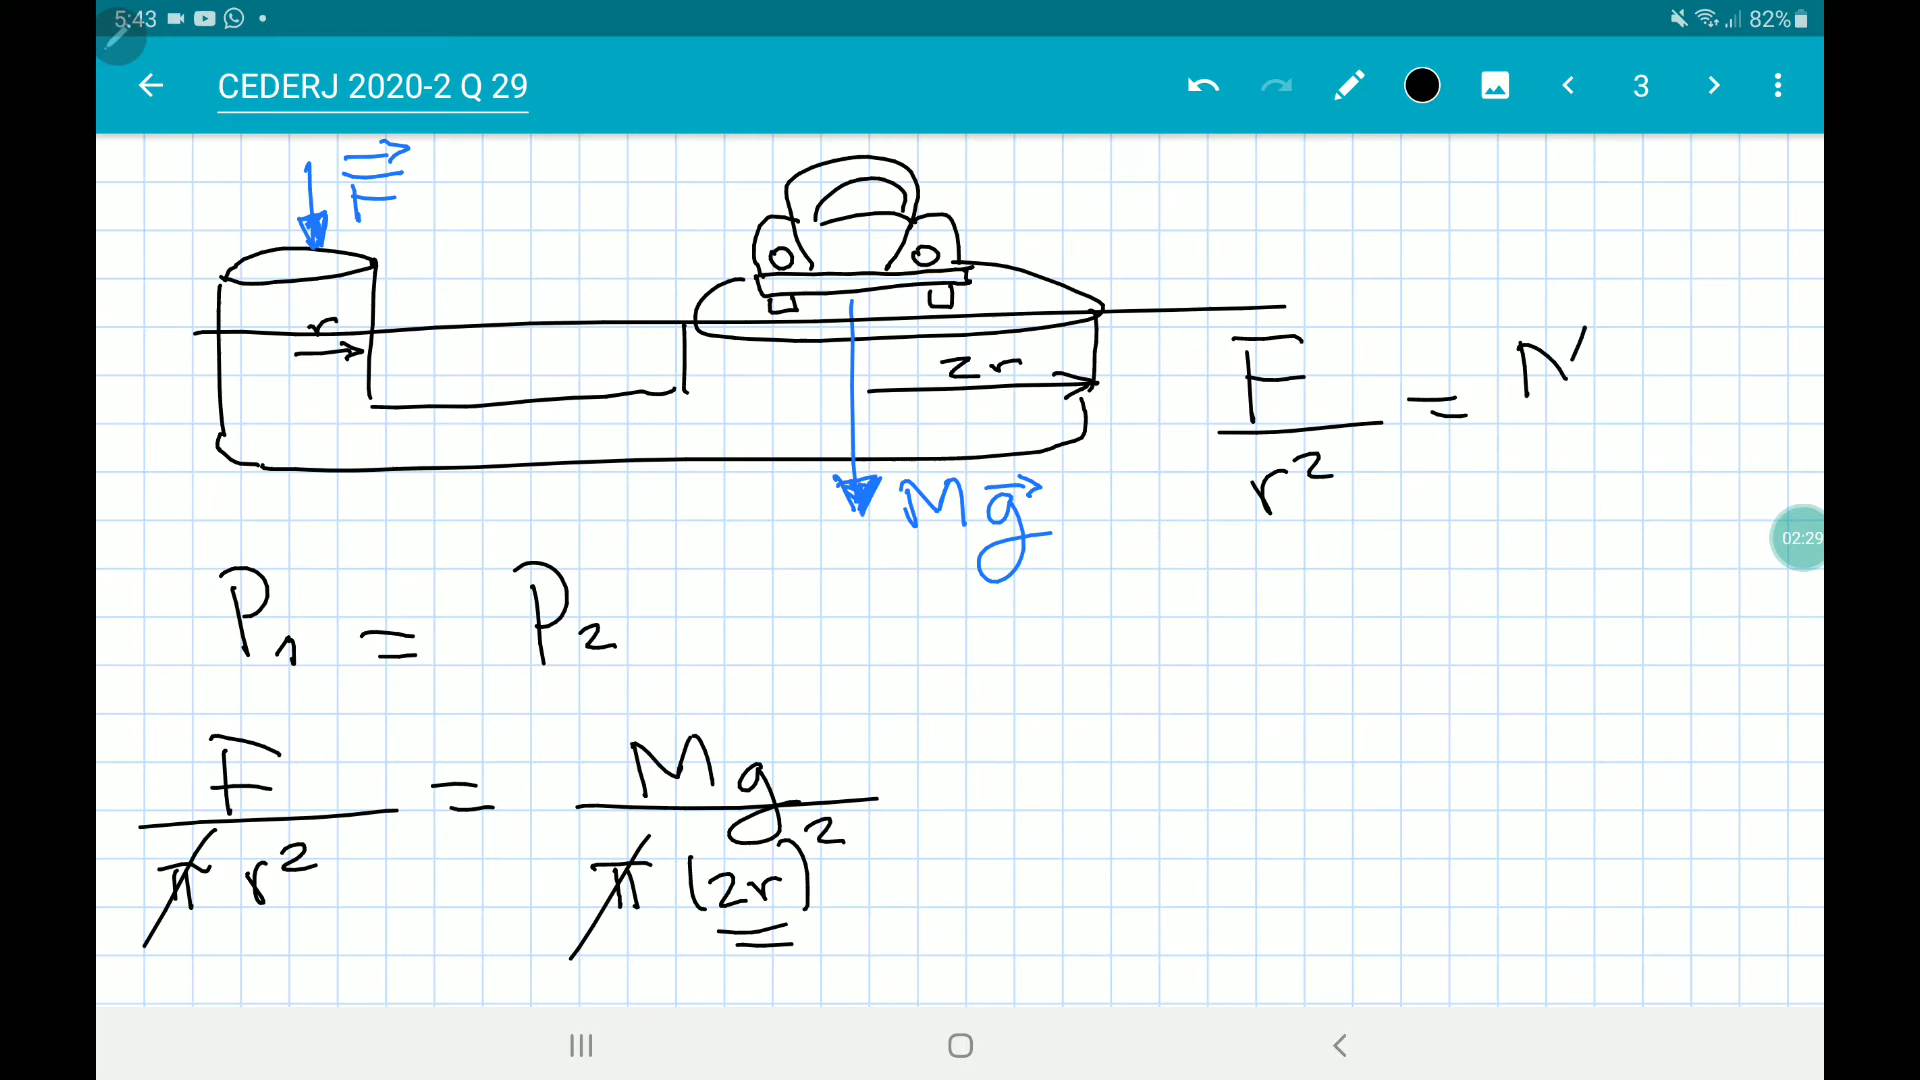 5:43 82%
CEDERJ 2020-2 Q 29 3
F
r
2r
Mg
F/r² =
02:29
P₁ = P₂
F/πr² = Mg/π(2r)²